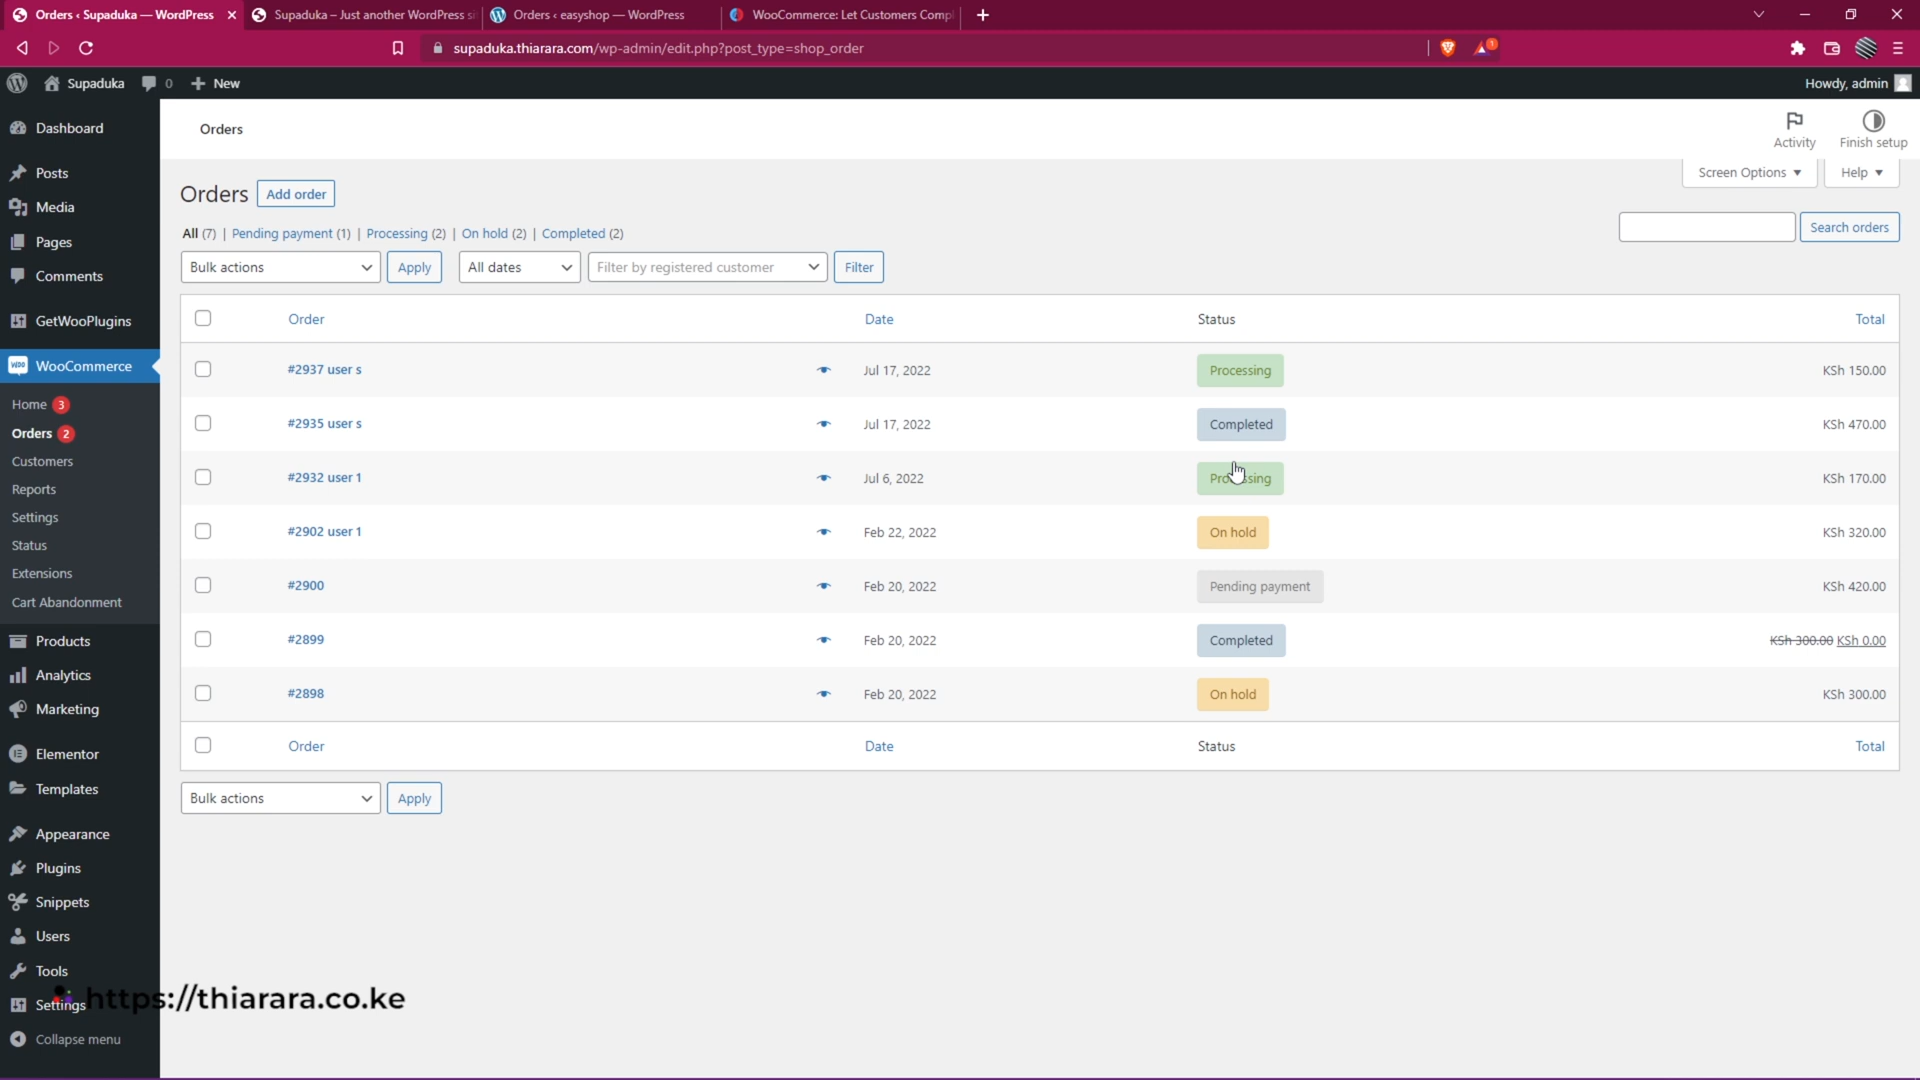 Orders ‹ Supaduka — WordPress
Supaduka – Just another WordPress si
Orders ‹ easyshop — WordPress
WooCommerce: Let Customers Comp
supaduka.thiarara.com/wp-admin/edit.php?post_type=shop_order
1
Supaduka
0
New
Howdy, admin
Dashboard
Posts
Media
Pages
Comments
GetWooPlugins
WooCommerce
Home 3
Orders 2
Customers
Reports
Settings
Status
Extensions
Cart Abandonment
Products
Analytics
Marketing
Elementor
Templates
Appearance
Plugins
Snippets
Users
Tools
Settings
Collapse menu
Orders
Activity
Finish setup
Screen Options
Help
Orders
Add order
All (7) | Pending payment (1) | Processing (2) | On hold (2) | Completed (2)
Search orders
Bulk actions
Apply
All dates
Filter by registered customer
Filter
Order Date Status Total
#2937 user s Jul 17, 2022 Processing KSh 150.00
#2935 user s Jul 17, 2022 Completed KSh 470.00
#2932 user 1 Jul 6, 2022 Processing KSh 170.00
#2902 user 1 Feb 22, 2022 On hold KSh 320.00
#2900 Feb 20, 2022 Pending payment KSh 420.00
#2899 Feb 20, 2022 Completed KSh 300.00 KSh 0.00
#2898 Feb 20, 2022 On hold KSh 300.00
Order Date Status Total
Bulk actions
Apply
https://thiarara.co.ke